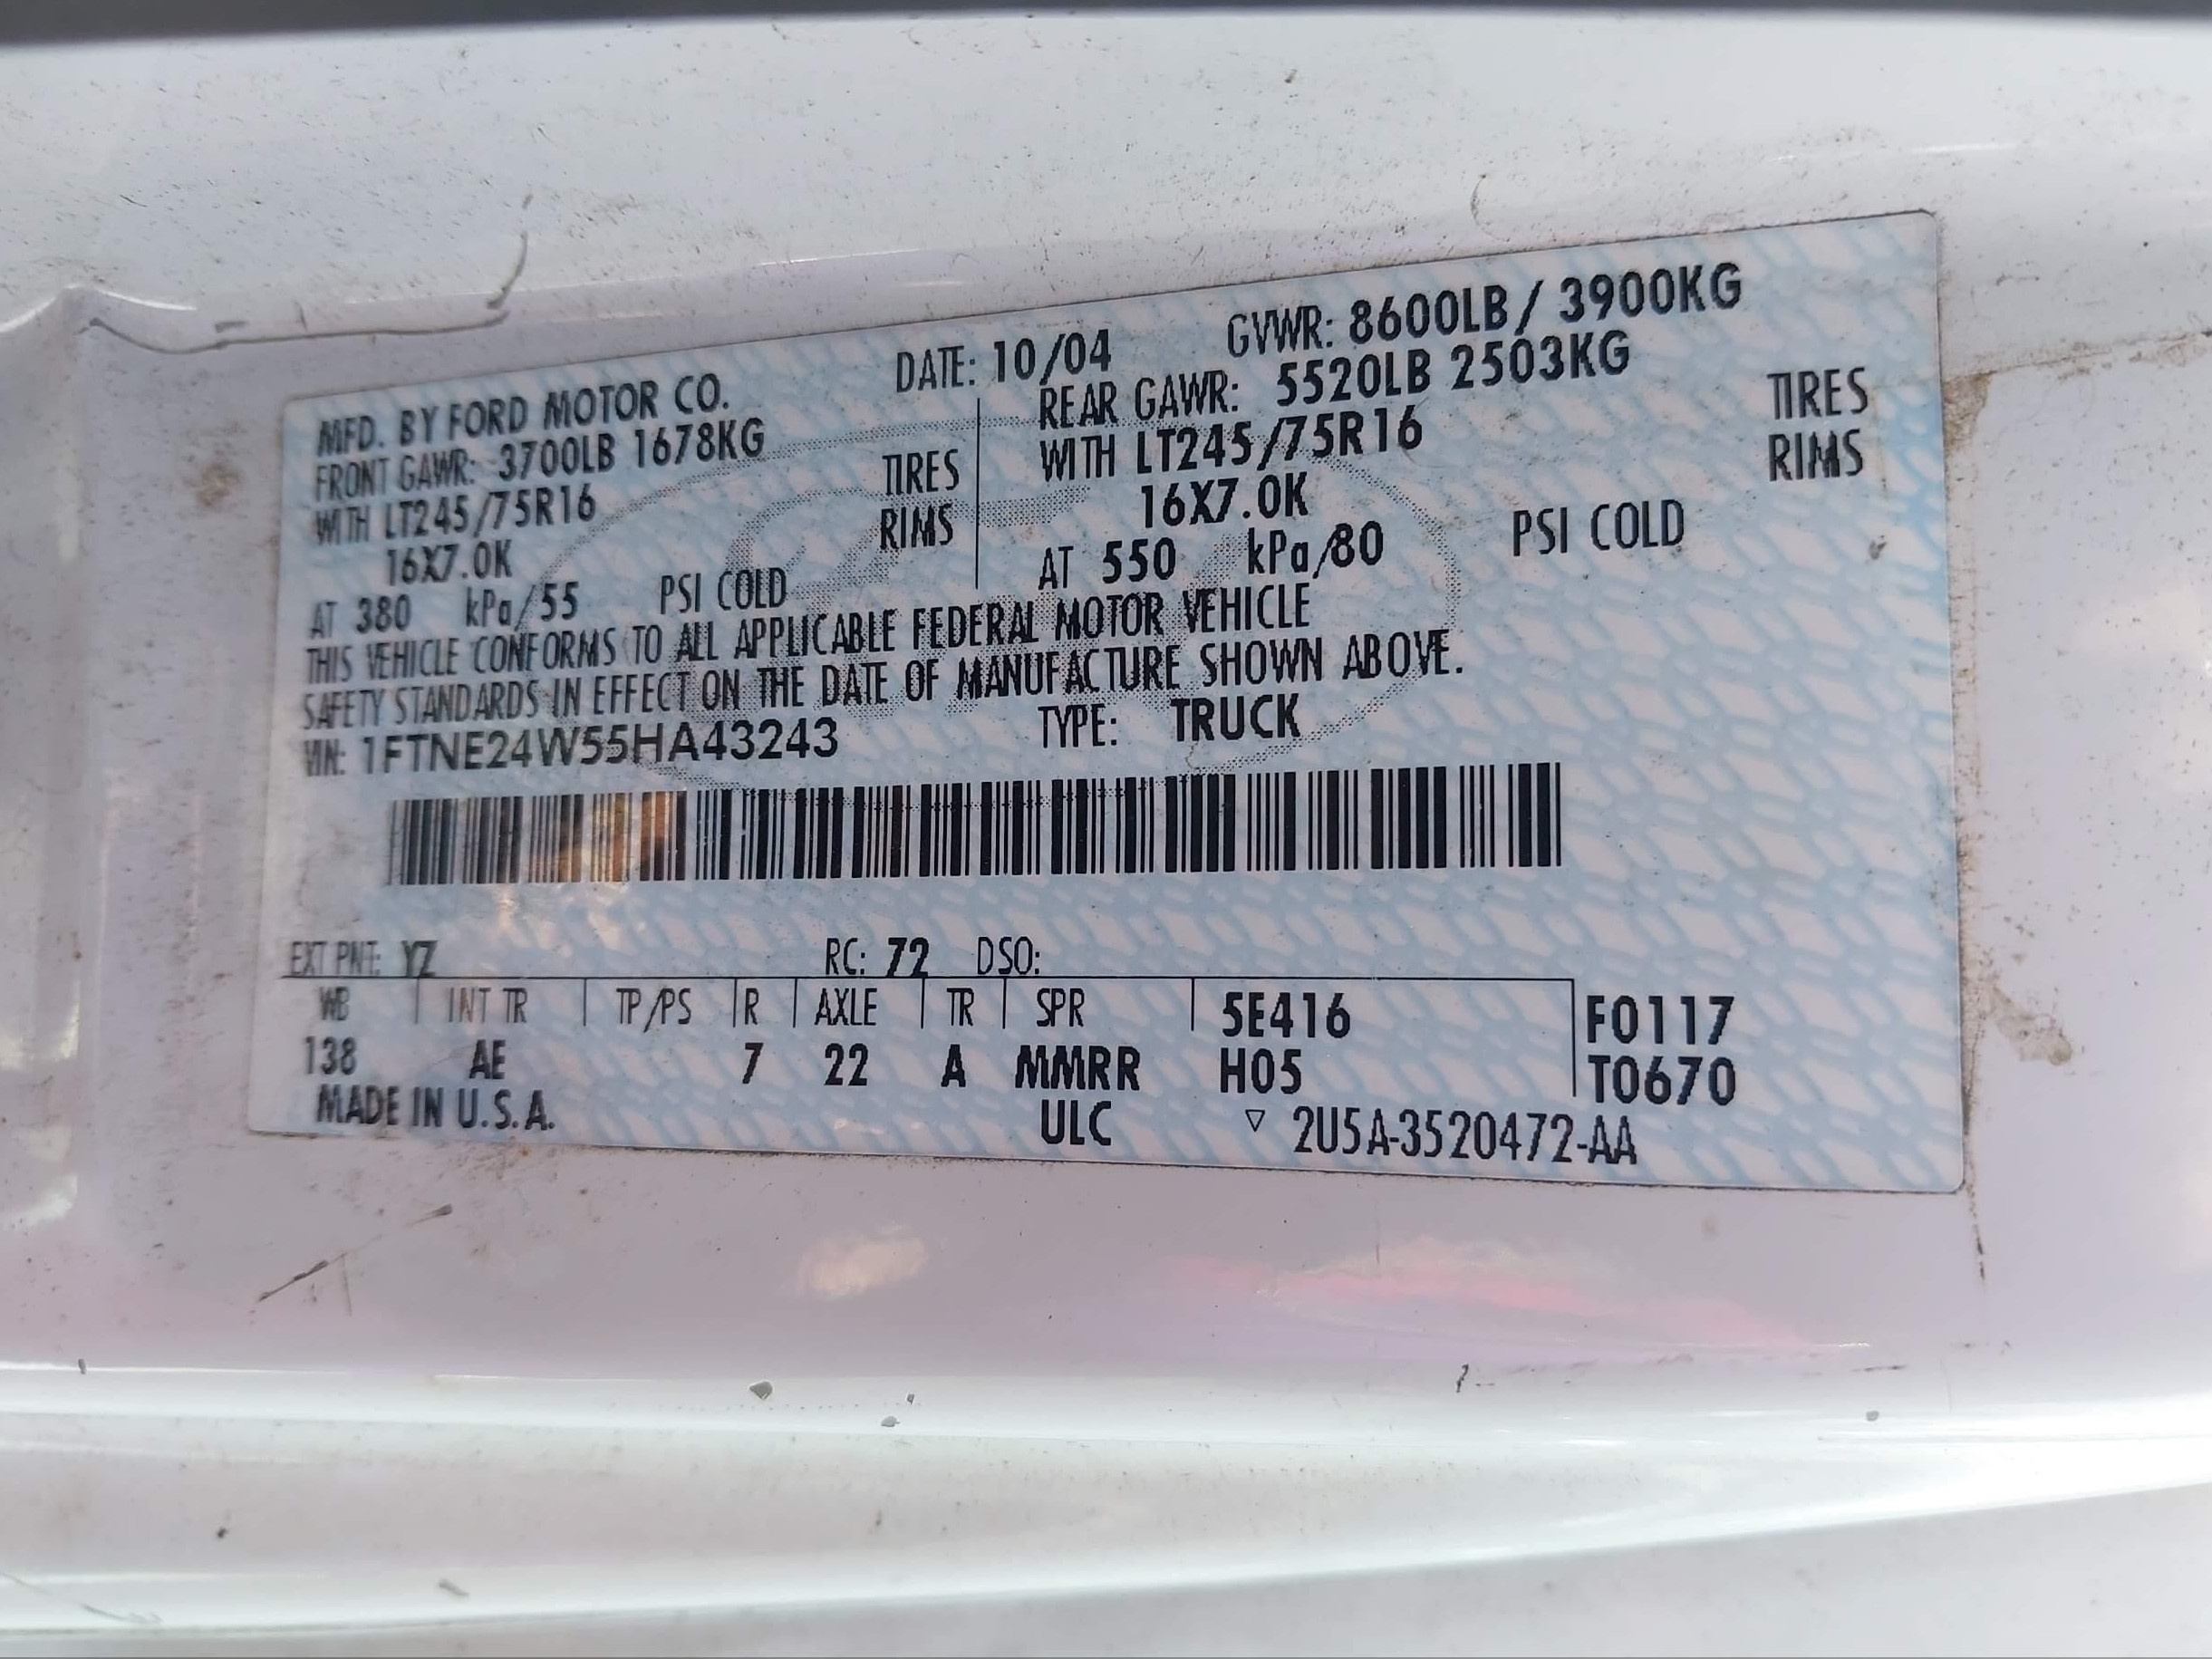 MFD. BY FORD MOTOR CO. DATE: 10/04 GVWR: 8600LB / 3900KG
FRONT GAWR: 3700LB 1678KG
WITH LT245/75R16 TIRES
16X7.0K RIMS
AT 380 kPa/55 PSI COLD
REAR GAWR: 5520LB 2503KG
WITH LT245/75R16 TIRES
16X7.0K RIMS
AT 550 kPa/80 PSI COLD
THIS VEHICLE CONFORMS TO ALL APPLICABLE FEDERAL MOTOR VEHICLE
SAFETY STANDARDS IN EFFECT ON THE DATE OF MANUFACTURE SHOWN ABOVE.
VIN: 1FTNE24W55HA43243 TYPE: TRUCK
EXT PNT: YZ RC: 72 DSO:
WB INT TR TP/PS R AXLE TR SPR 5E416 F0117
138 AE 7 22 A MMRR H05 T0670
MADE IN U.S.A. ULC ▽ 2U5A-3520472-AA